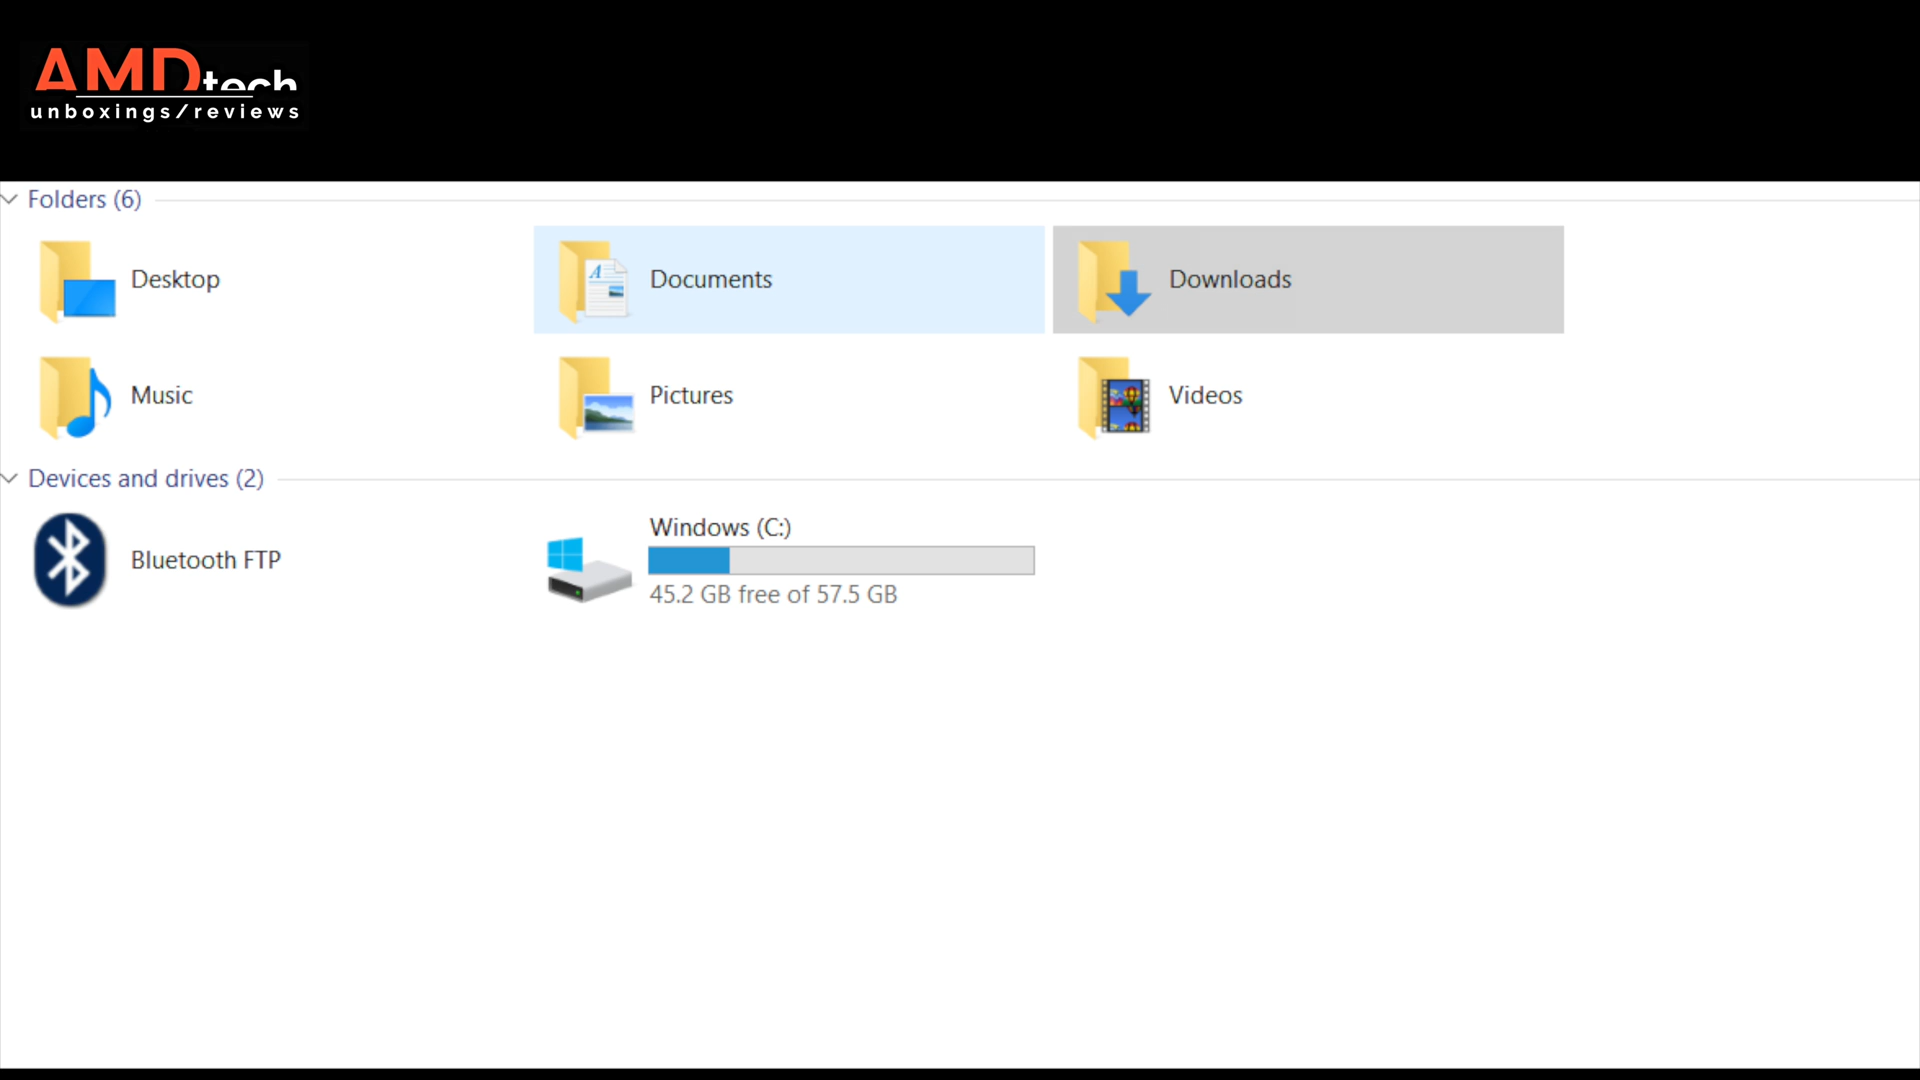 AMDtech
unboxings/reviews
Folders (6)
Desktop
Documents
Downloads
Music
Pictures
Videos
Devices and drives (2)
Bluetooth FTP
Windows (C:)
45.2 GB free of 57.5 GB